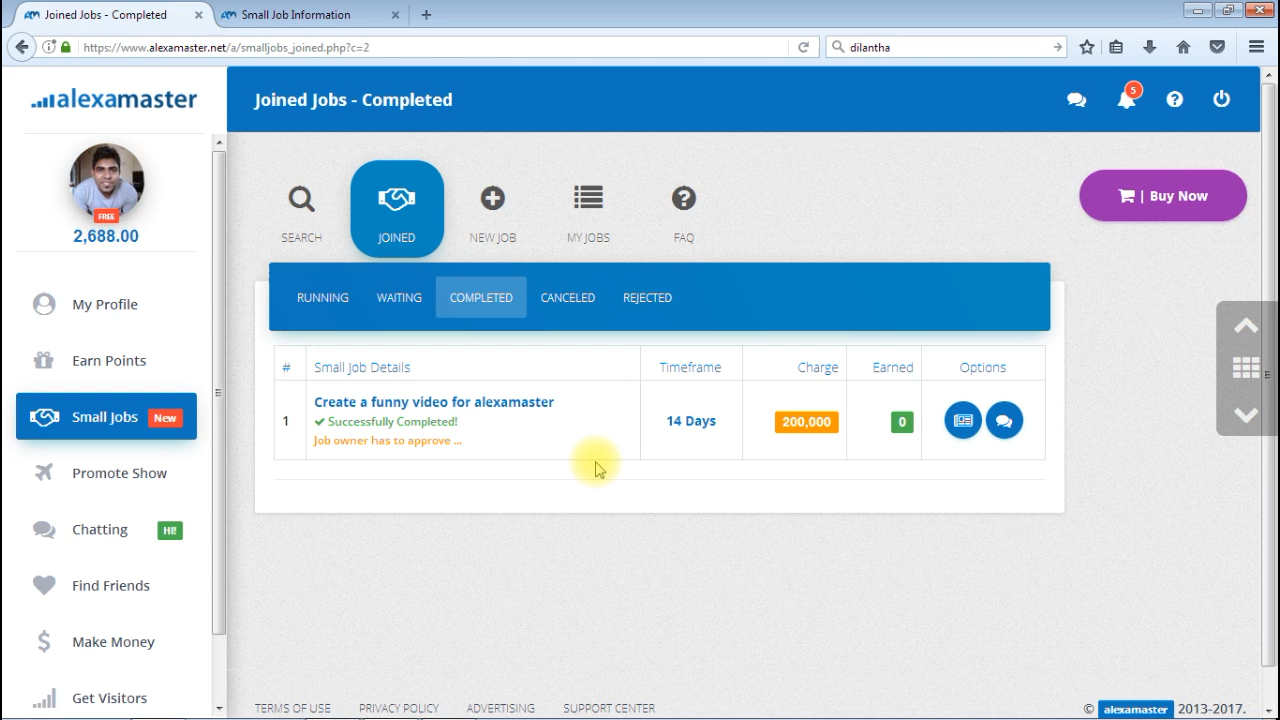 Joined Jobs - Completed
Small Job Information
https://www.alexamaster.net/a/smalljobs_joined.php?c=2
dilantha
alexamaster
Joined Jobs - Completed
5
FREE
2,688.00
SEARCH
JOINED
NEW JOB
MY JOBS
FAQ
| Buy Now
My Profile
Earn Points
Small Jobs New
Promote Show
Chatting HI!
Find Friends
Make Money
Get Visitors
RUNNING
WAITING
COMPLETED
CANCELED
REJECTED
# Small Job Details Timeframe Charge Earned Options
1 Create a funny video for alexamaster 14 Days 200,000 0
Successfully Completed!
Job owner has to approve ...
TERMS OF USE
PRIVACY POLICY
ADVERTISING
SUPPORT CENTER
© alexamaster 2013-2017.